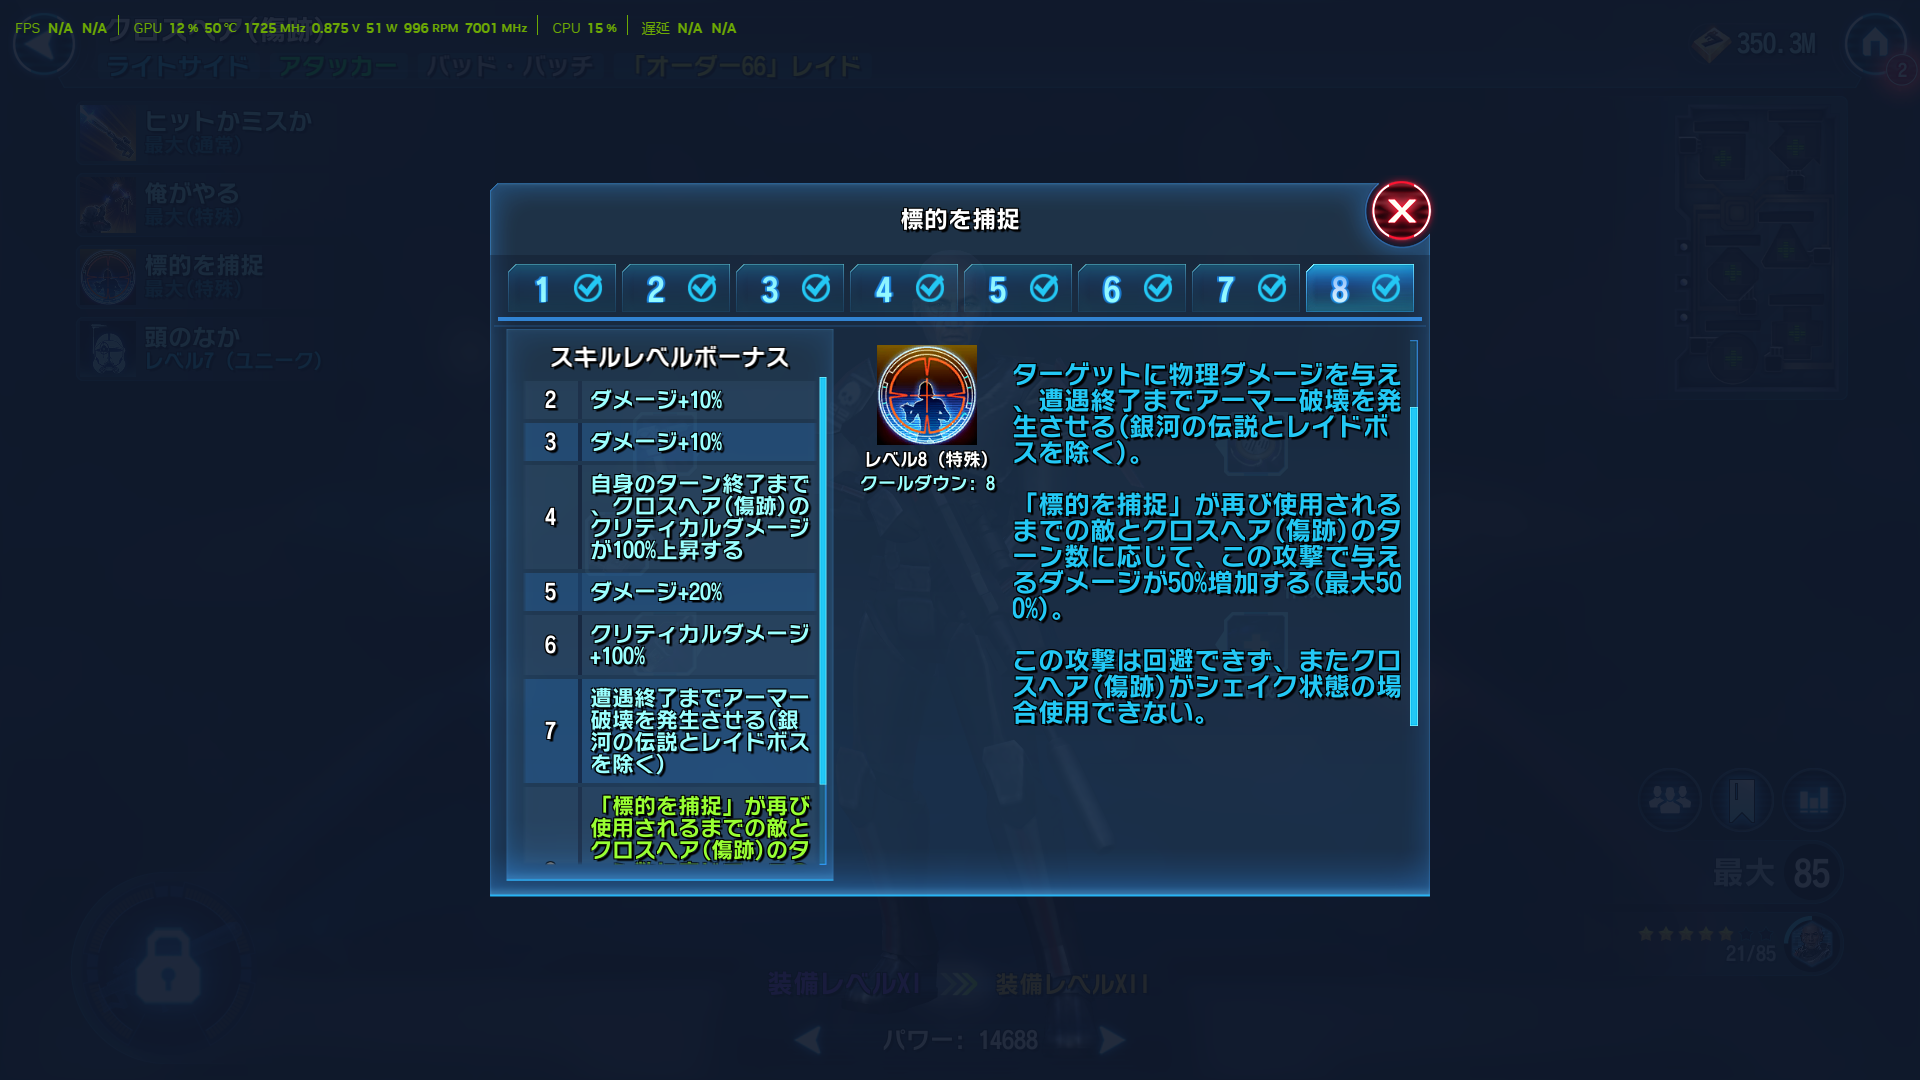 FPS N/A N/A GPU 12 % 50 ℃ 1725 MHz 0.875 V 51 W 996 RPM 7001 MHz CPU 15 % 遅延 N/A N/A
クロスヘア(傷跡)
ライトサイド アタッカー バッド・バッチ 「オーダー66」レイド
350.3M
2
ヒットかミスか
最大(通常)
俺がやる
最大(特殊)
標的を捕捉
最大(特殊)
頭のなか
レベル7 (ユニーク)
標的を捕捉
1 2 3 4 5 6 7 8
スキルレベルボーナス
2 ダメージ+10%
3 ダメージ+10%
4 自身のターン終了まで
、クロスヘア(傷跡)の
クリティカルダメージ
が100%上昇する
5 ダメージ+20%
6 クリティカルダメージ
+100%
7 遭遇終了までアーマー
破壊を発生させる(銀
河の伝説とレイドボス
を除く)
「標的を捕捉」が再び
使用されるまでの敵と
クロスヘア(傷跡)のタ
レベル8 (特殊)
クールダウン: 8
ターゲットに物理ダメージを与え
、遭遇終了までアーマー破壊を発
生させる(銀河の伝説とレイドボ
スを除く)。
「標的を捕捉」が再び使用される
までの敵とクロスヘア(傷跡)のタ
ーン数に応じて、この攻撃で与え
るダメージが50%増加する(最大50
0%)。
この攻撃は回避できず、またクロ
スヘア(傷跡)がシェイク状態の場
合使用できない。
最大 85
21/85
装備レベルXI 装備レベルXII
パワー: 14688